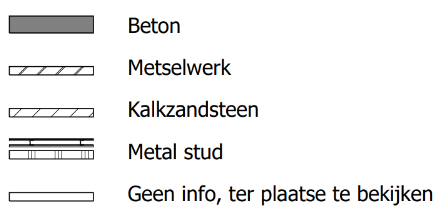 Beton
Metselwerk
Kalkzandsteen
Metal stud
Geen info, ter plaatse te bekijken